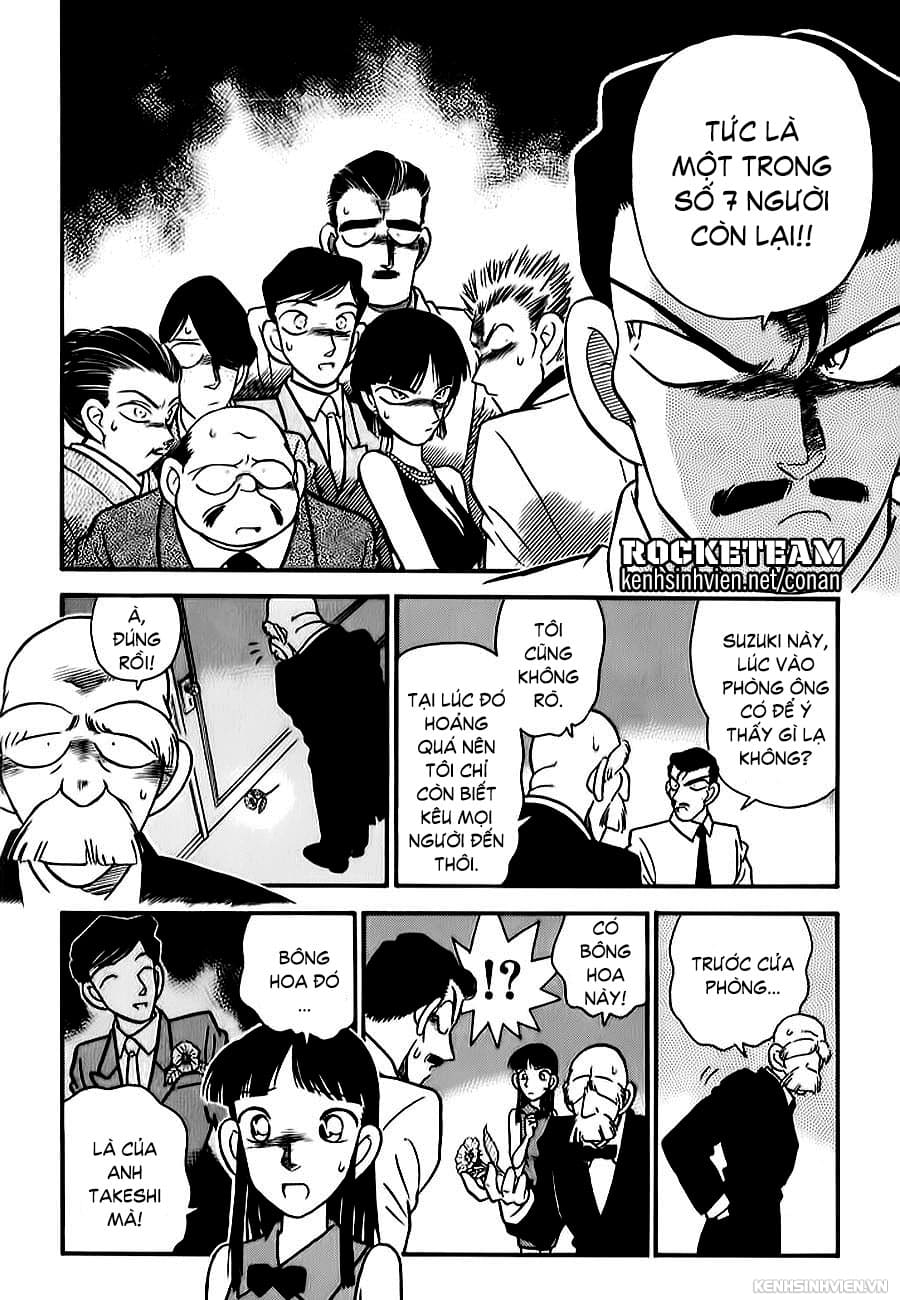 TỨC LÀ
MỘT TRONG
SỐ 7 NGƯỜI
CÒN LẠI!!
ROCKETEAM
kenhsinhvien.net/conan
SUZUKI NÀY,
LÚC VÀO
PHÒNG ÔNG
CÓ ĐỂ Ý
THẤY GÌ LẠ
KHÔNG?
TÔI
CŨNG
KHÔNG
RÕ.
TẠI LÚC ĐÓ
HOẢNG
QUÁ NÊN
TÔI CHỈ
CÒN BIẾT
KÊU MỌI
NGƯỜI ĐẾN
THÔI.
À,
ĐÚNG
RỒI!
TRƯỚC CỬA
PHÒNG...
CÓ
BÔNG
HOA
NÀY!
!?
BÔNG
HOA ĐÓ
...
LÀ CỦA
ANH
TAKESHI
MÀ!
KENHSINHVIEN.VN